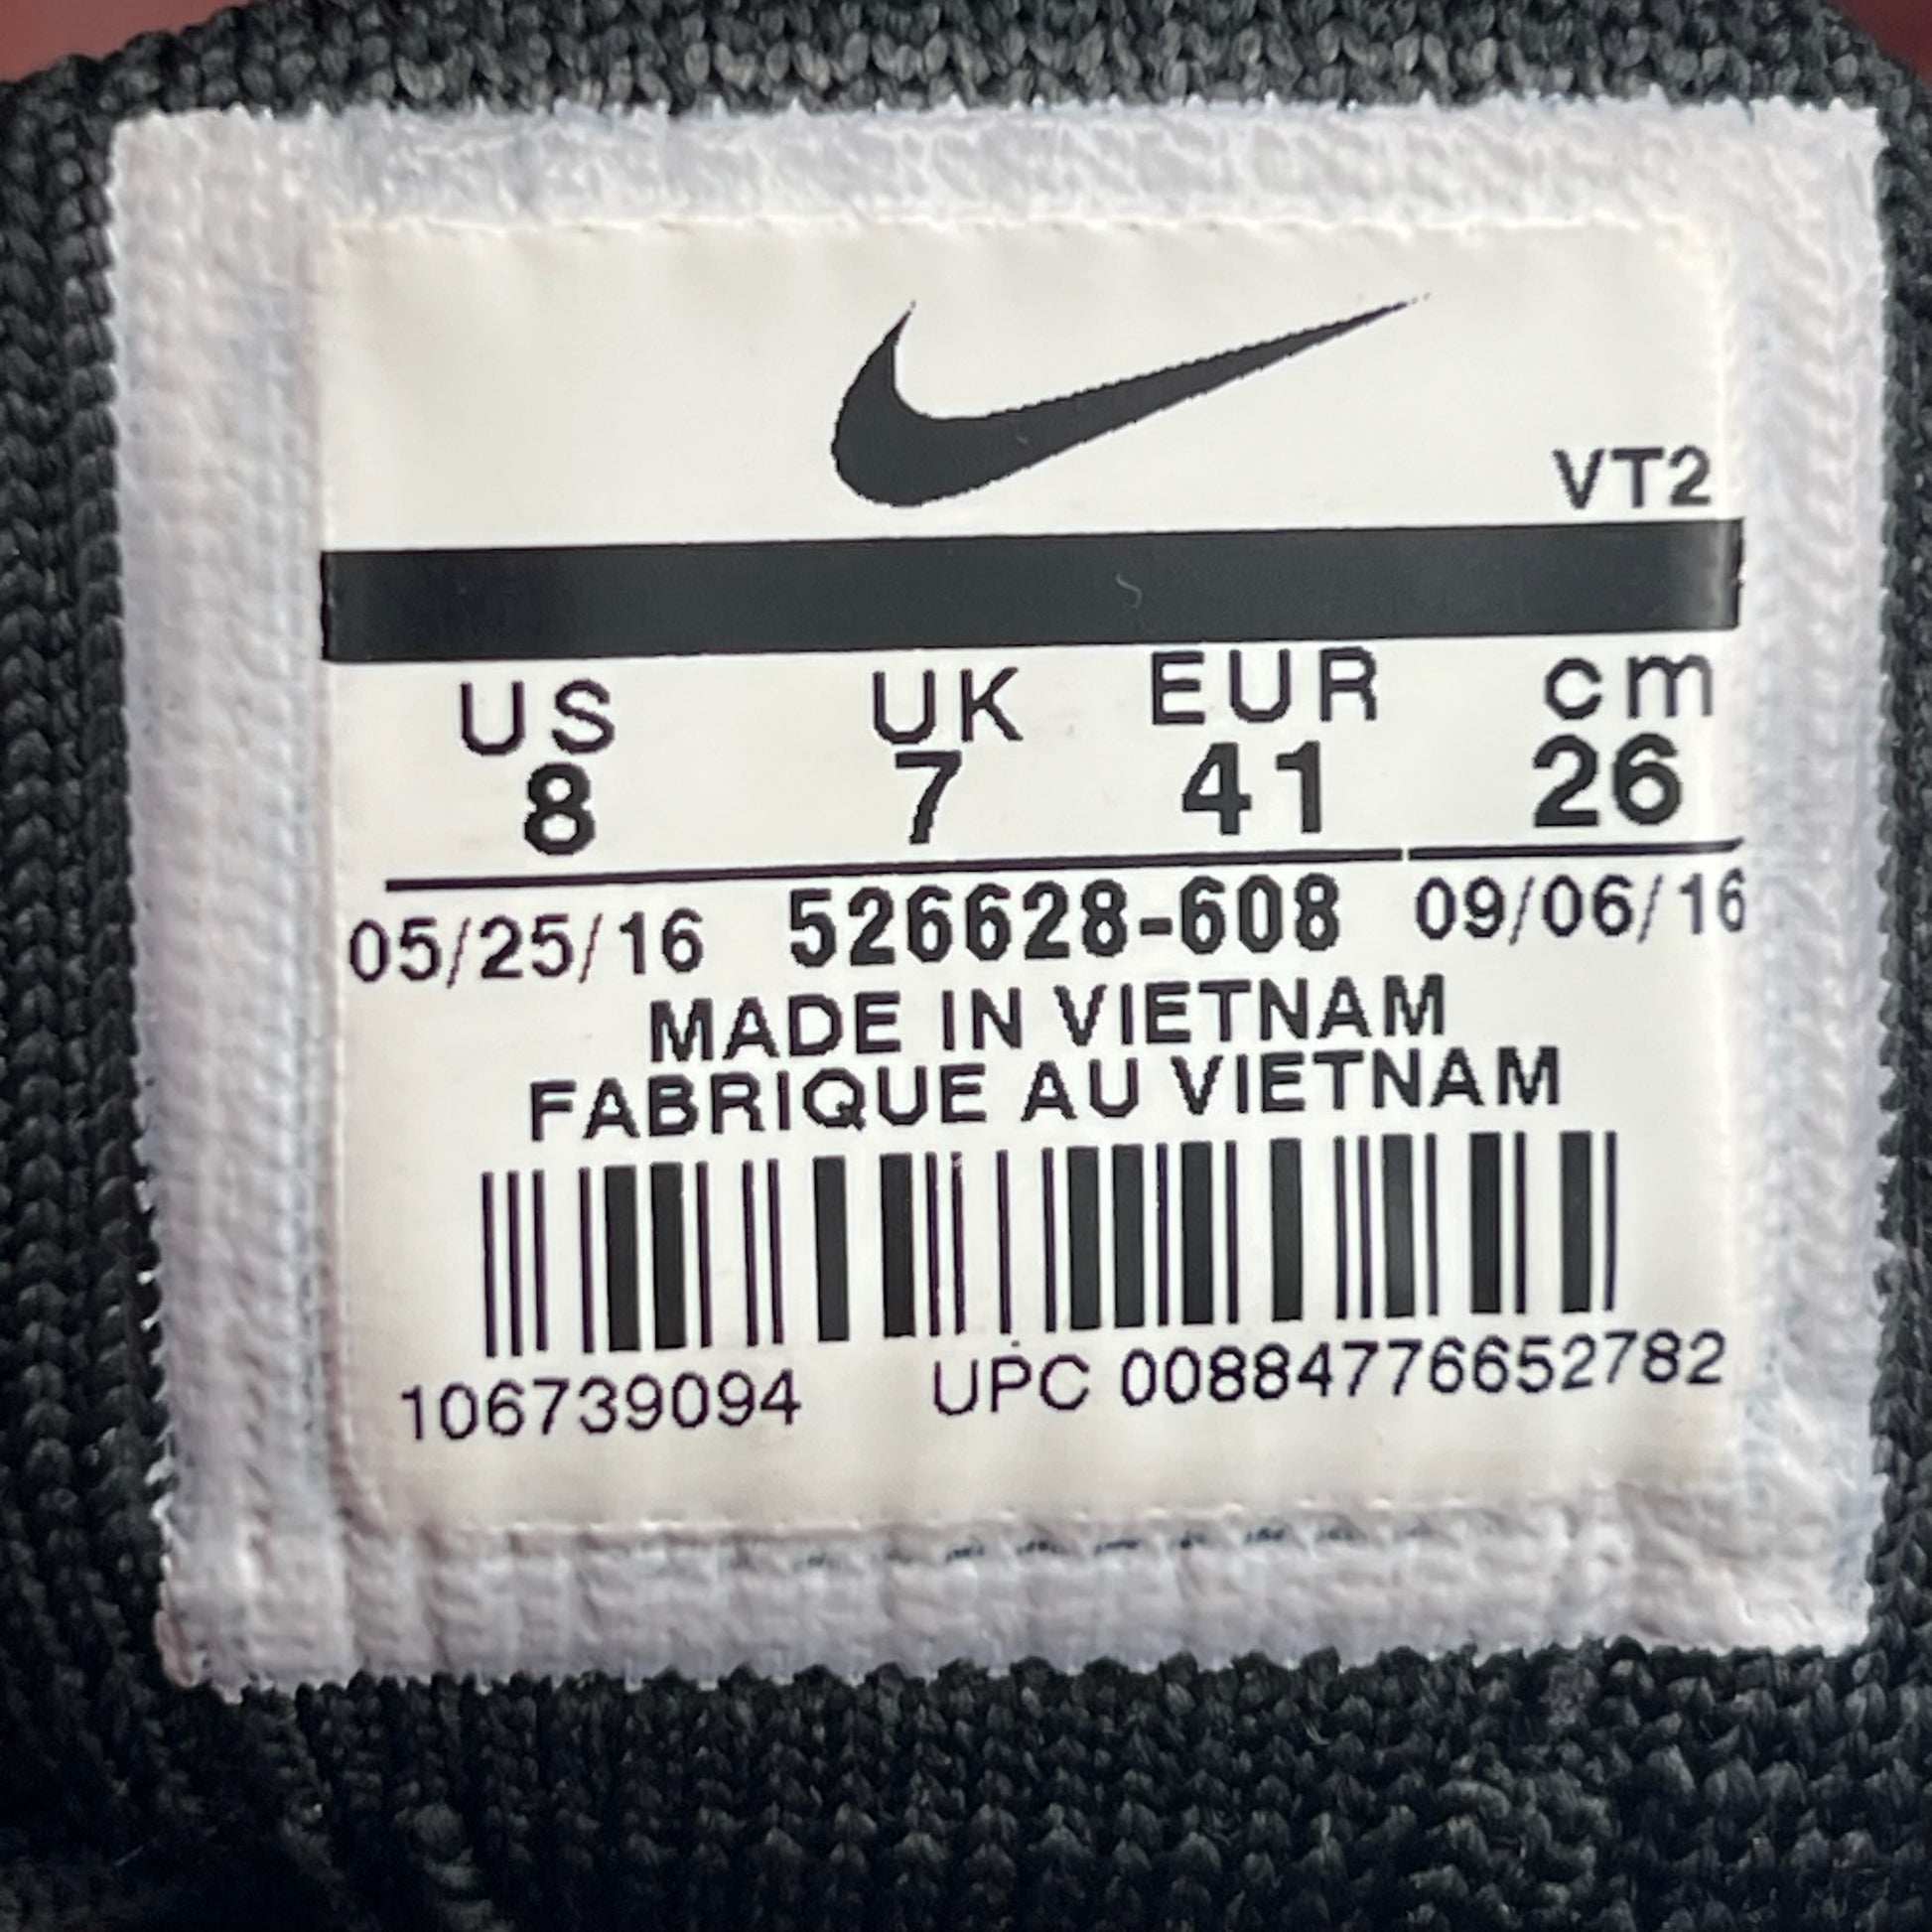 VT2
US UK EUR cm
8 7 41 26
05/25/16 526628-608 09/06/16
MADE IN VIETNAM
FABRIQUE AU VIETNAM
106739094 UPC 00884776652782